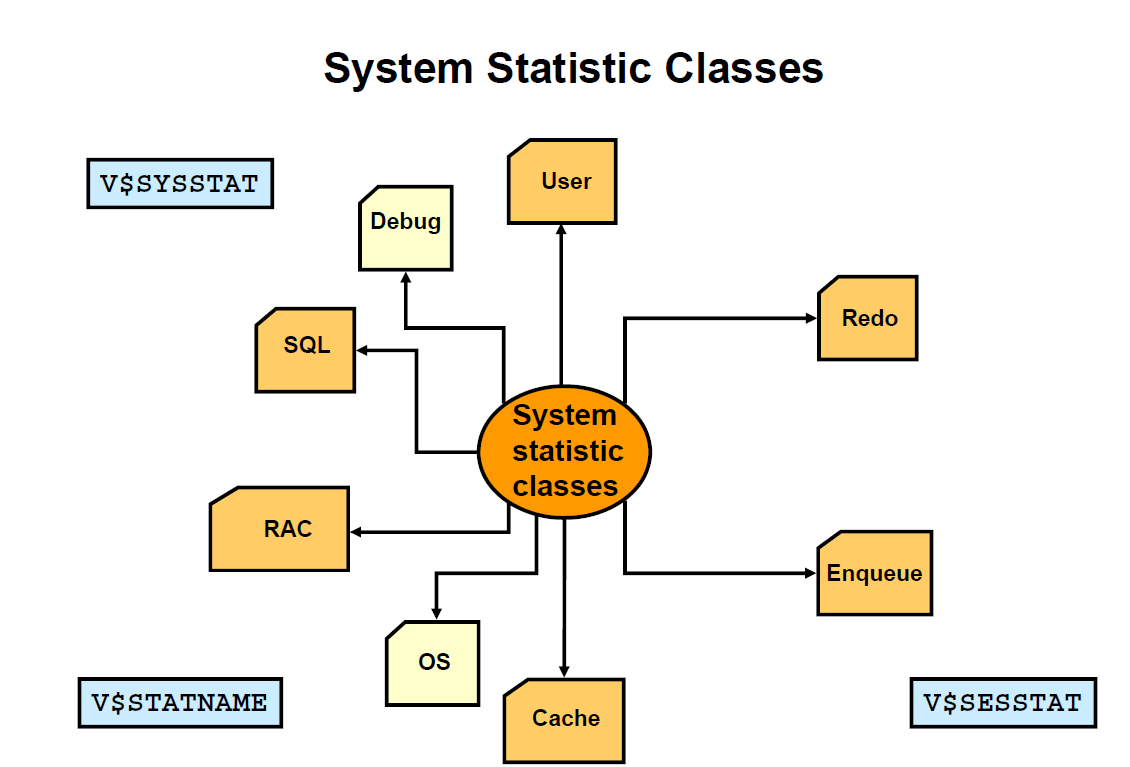 System Statistic Classes
V$SYSSTAT
User
Debug
Redo
SQL
System
statistic
classes
RAC
Enqueue
OS
Cache
V$STATNAME
V$SESSTAT